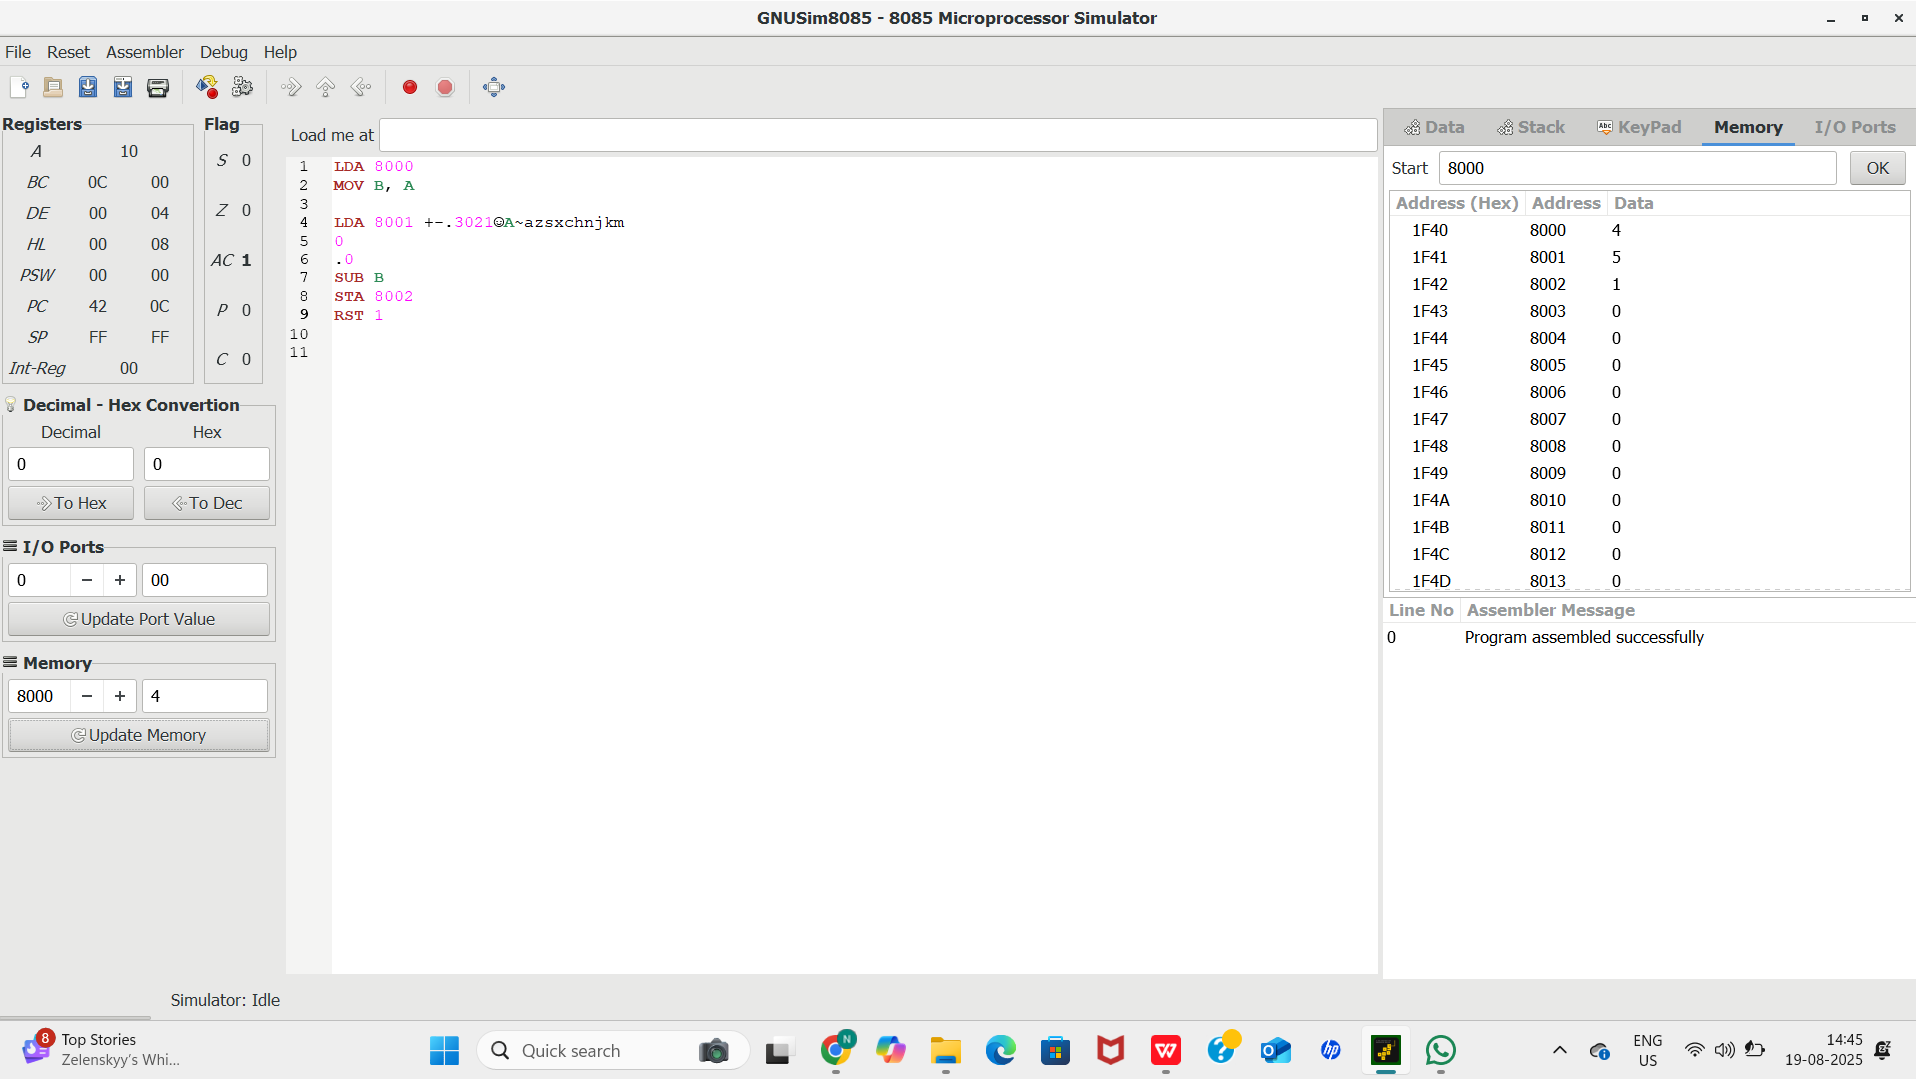 GNUSim8085 - 8085 Microprocessor Simulator
File Reset Assembler Debug Help
Registers
A 10
BC 0C 00
DE 00 04
HL 00 08
PSW 00 00
PC 42 0C
SP FF FF
Int-Reg 00
Flag
S 0
Z 0
AC 1
P 0
C 0
Decimal - Hex Convertion
Decimal Hex
0 0
To Hex To Dec
I/O Ports
0 − + 00
Update Port Value
Memory
8000 − + 4
Update Memory
Load me at
1 LDA 8000
2 MOV B, A
3
4 LDA 8001 +-.3021☺A~azsxchnjkm
5 0
6 .0
7 SUB B
8 STA 8002
9 RST 1
10
11
Data Stack Abc KeyPad Memory I/O Ports
Start 8000 OK
Address (Hex) Address Data
1F40 8000 4
1F41 8001 5
1F42 8002 1
1F43 8003 0
1F44 8004 0
1F45 8005 0
1F46 8006 0
1F47 8007 0
1F48 8008 0
1F49 8009 0
1F4A 8010 0
1F4B 8011 0
1F4C 8012 0
1F4D 8013 0
Line No Assembler Message
0 Program assembled successfully
Simulator: Idle
8 Top Stories
Zelenskyy's Whi...
Quick search
N
W
?
hp
ENG
US
14:45
19-08-2025